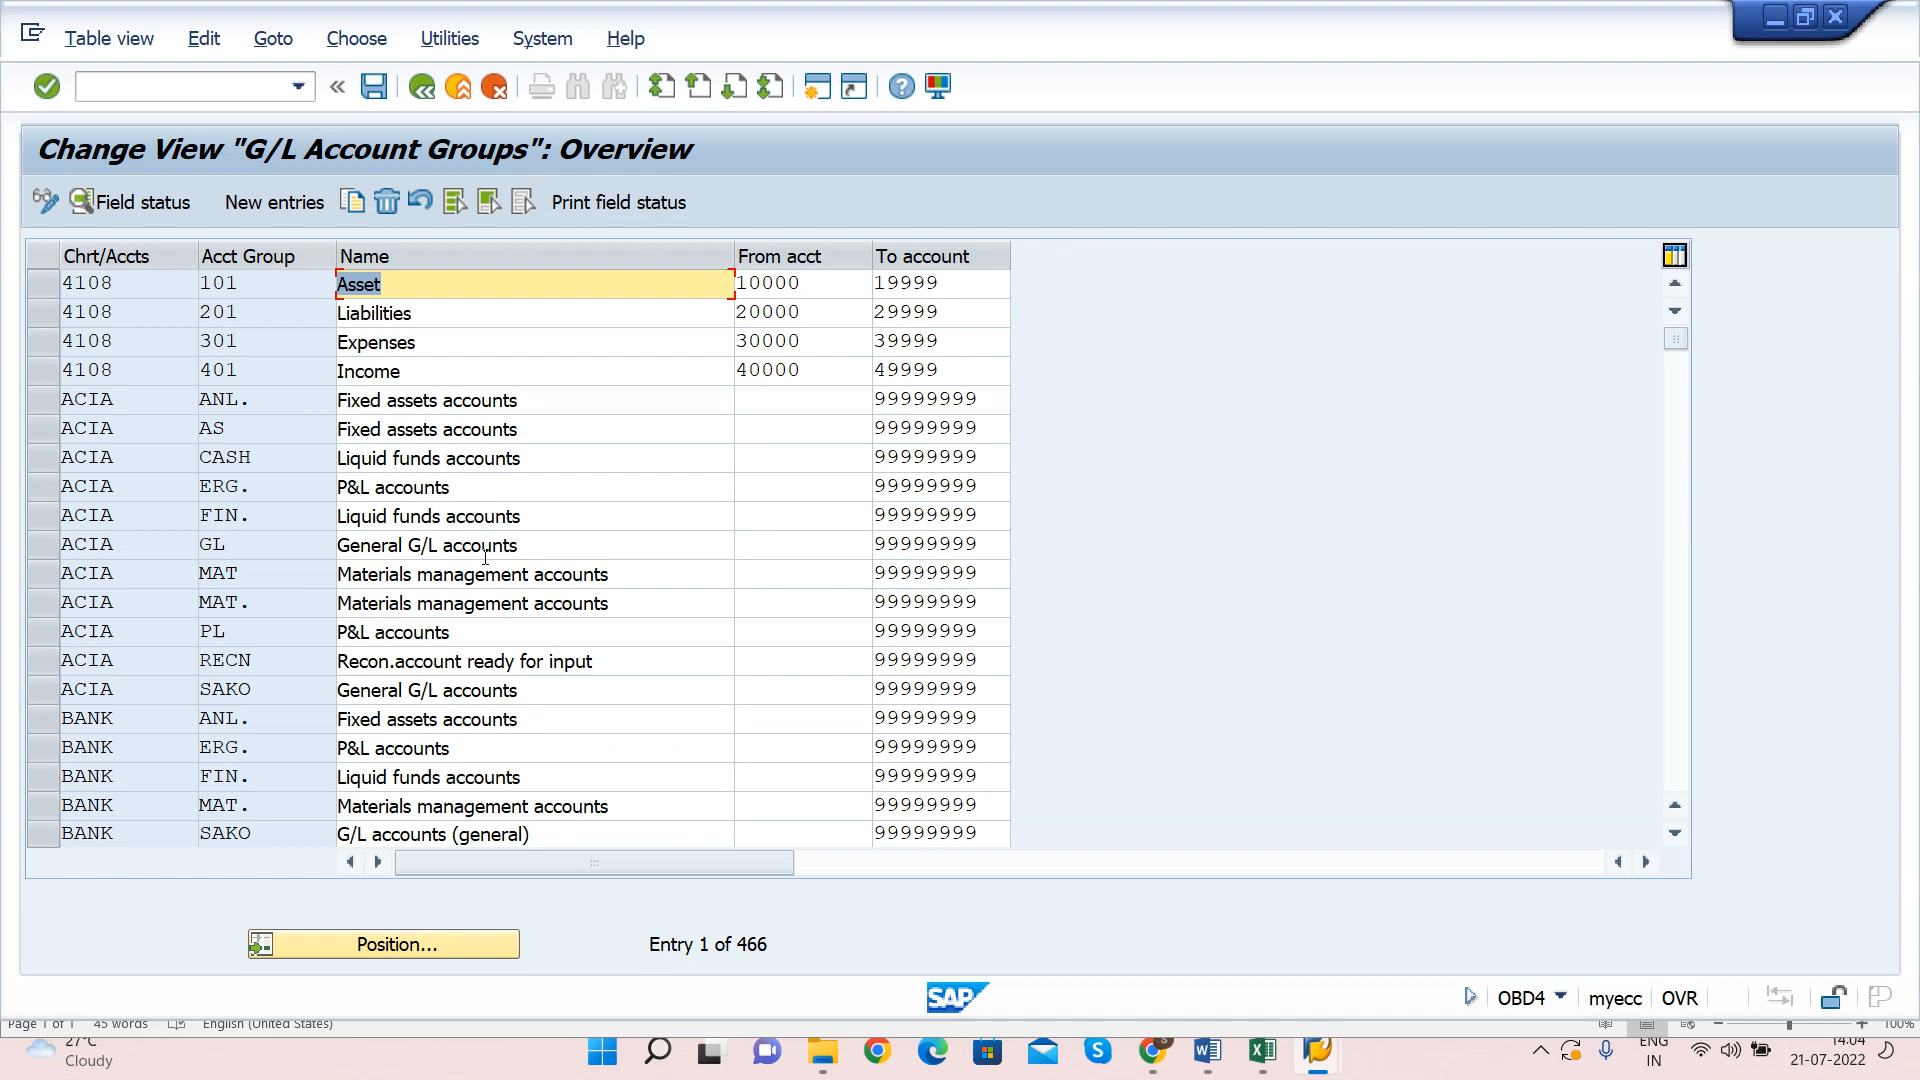 Table view Edit Goto Choose Utilities System Help
Change View "G/L Account Groups": Overview
Field status New entries Print field status
Chrt/Accts Acct Group Name From acct To account
4108 101 Asset 10000 19999
4108 201 Liabilities 20000 29999
4108 301 Expenses 30000 39999
4108 401 Income 40000 49999
ACIA ANL. Fixed assets accounts 99999999
ACIA AS Fixed assets accounts 99999999
ACIA CASH Liquid funds accounts 99999999
ACIA ERG. P&L accounts 99999999
ACIA FIN. Liquid funds accounts 99999999
ACIA GL General G/L accounts 99999999
ACIA MAT Materials management accounts 99999999
ACIA MAT. Materials management accounts 99999999
ACIA PL P&L accounts 99999999
ACIA RECN Recon.account ready for input 99999999
ACIA SAKO General G/L accounts 99999999
BANK ANL. Fixed assets accounts 99999999
BANK ERG. P&L accounts 99999999
BANK FIN. Liquid funds accounts 99999999
BANK MAT. Materials management accounts 99999999
BANK SAKO G/L accounts (general) 99999999
Position... Entry 1 of 466
SAP OBD4 myecc OVR
Page 1 of 1 45 words English (United States) 100%
27°C ENG 14:04
Cloudy IN 21-07-2022